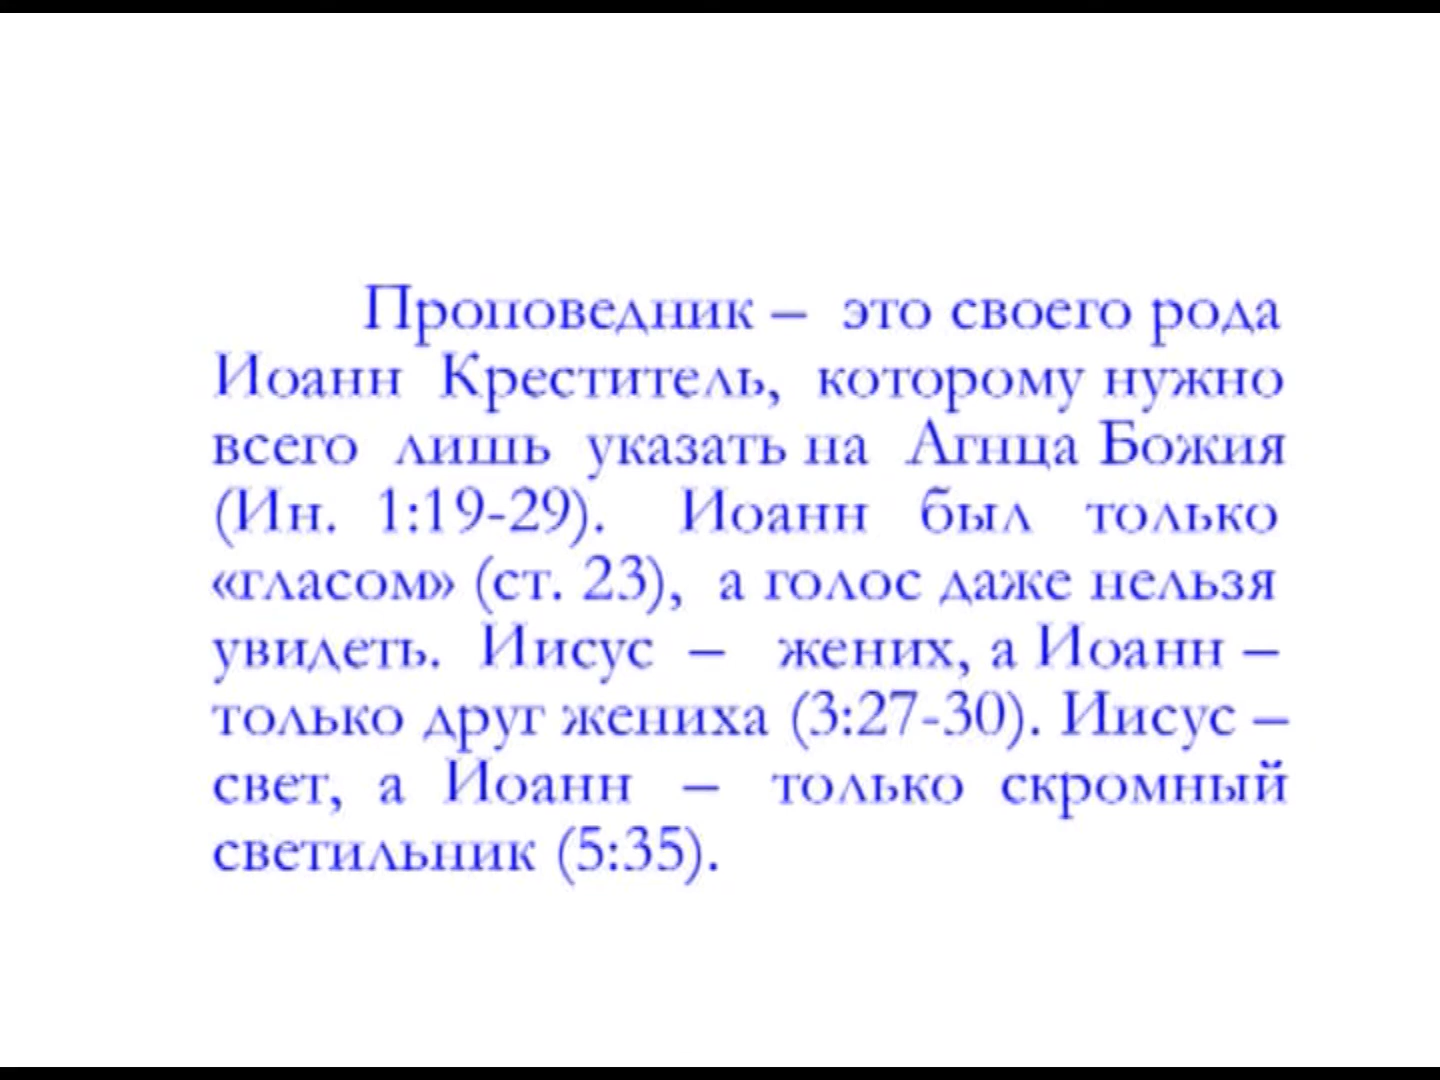 Проповедник – это своего рода
Иоанн Креститель, которому нужно
всего лишь указать на Агнца Божия
(Ин. 1:19-29). Иоанн был только
«гласом» (ст. 23), а голос даже нельзя
увидеть. Иисус – жених, а Иоанн –
только друг жениха (3:27-30). Иисус –
свет, а Иоанн – только скромный
светильник (5:35).